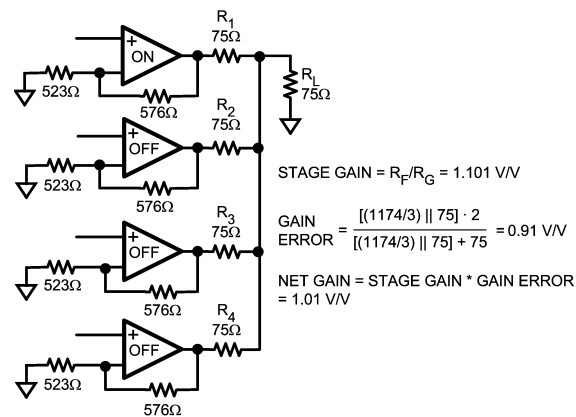 R1
75Ω
+
ON
523Ω
576Ω
RL
75Ω
R2
75Ω
+
OFF
523Ω
576Ω
STAGE GAIN = RF/RG = 1.101 V/V
R3
75Ω
+
OFF
523Ω
576Ω
GAIN ERROR = [(1174/3) || 75] · 2 / [(1174/3) || 75] + 75 = 0.91 V/V
NET GAIN = STAGE GAIN * GAIN ERROR
= 1.01 V/V
R4
75Ω
+
OFF
523Ω
576Ω